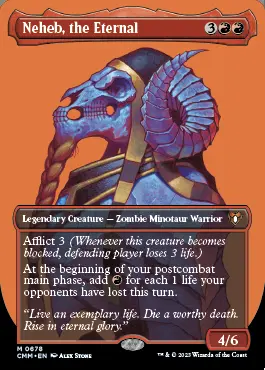 Neheb, the Eternal 3
Legendary Creature — Zombie Minotaur Warrior
Afflict 3 (Whenever this creature becomes
blocked, defending player loses 3 life.)
At the beginning of your postcombat
main phase, add for each 1 life your
opponents have lost this turn.
“Live an exemplary life. Die a worthy death.
Rise in eternal glory.”
4/6
M 0678
CMM • EN ALEX STONE
™ & © 2023 Wizards of the Coast